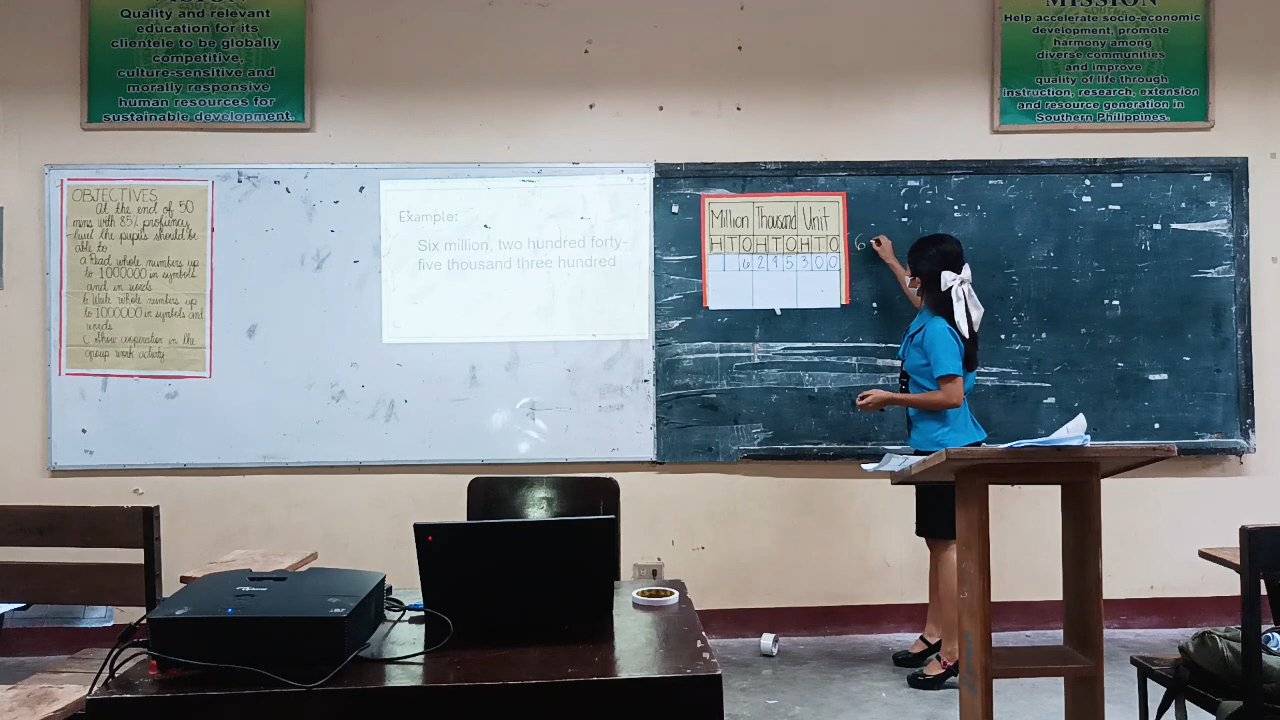 Quality and relevant
education for its
clientele to be globally
competitive,
culture-sensitive and
morally responsive
human resources for
sustainable development.
MISSION
Help accelerate socio-economic
development, promote
harmony among
diverse communities
and improve
quality of life through
instruction, research, extension
and resource generation in
Southern Philippines.
OBJECTIVES
At the end of 50
mins with 85% proficiency
level the pupils should be
able to
a. Read whole numbers up
to 1000000 in symbols
and in words
b. Write whole numbers up
to 1000000 in symbols and
words
c. Show cooperation in the
group work activity
Example:
Six million, two hundred forty-
five thousand three hundred
Million Thousand Unit
H T O H T O H T O
6 2 4 5 3 0 0
6